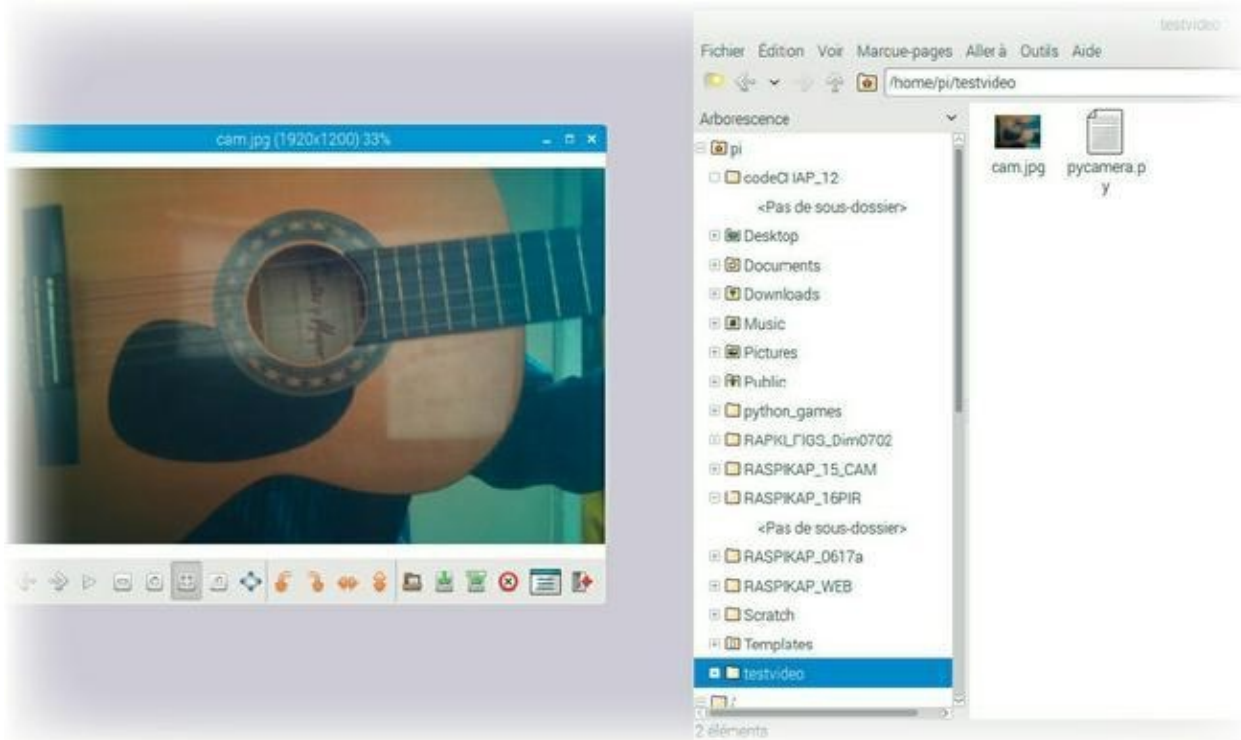 cam.jpg (1920x1200) 33%
testvideo
Fichier Édition Voir Marcue-pages Aller à Outils Aide
/home/pi/testvideo
Arborescence
pi
<Pas de sous-dossier>
Desktop
Documents
Downloads
Music
Pictures
Public
python_games
RASPIKAP_15_CAM
RASPIKAP_16PIR
<Pas de sous-dossier>
RASPIKAP_0617a
RASPIKAP_WEB
Scratch
Templates
testvideo
/
2 éléments
cam.jpg
pycamera.p
y